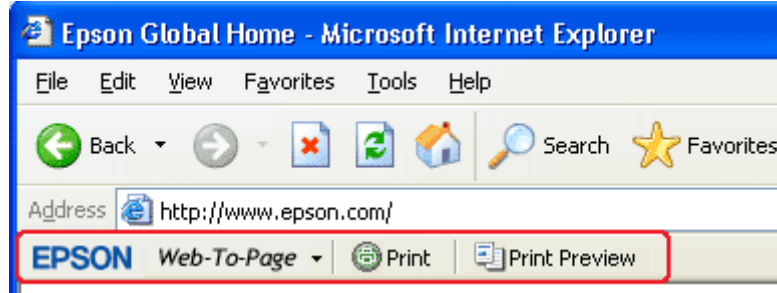 Epson Global Home - Microsoft Internet Explorer
File Edit View Favorites Tools Help
Back Search Favorites
Address http://www.epson.com/
EPSON Web-To-Page Print Print Preview